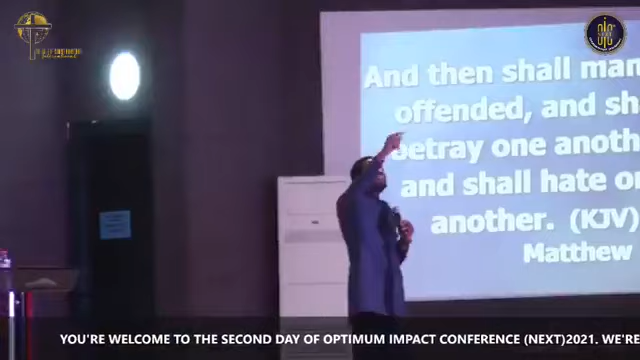 And then shall man
offended, and sh
betray one anoth
and shall hate o
another. (KJV)
Matthew
YOU'RE WELCOME TO THE SECOND DAY OF OPTIMUM IMPACT CONFERENCE (NEXT)2021. WE'RE